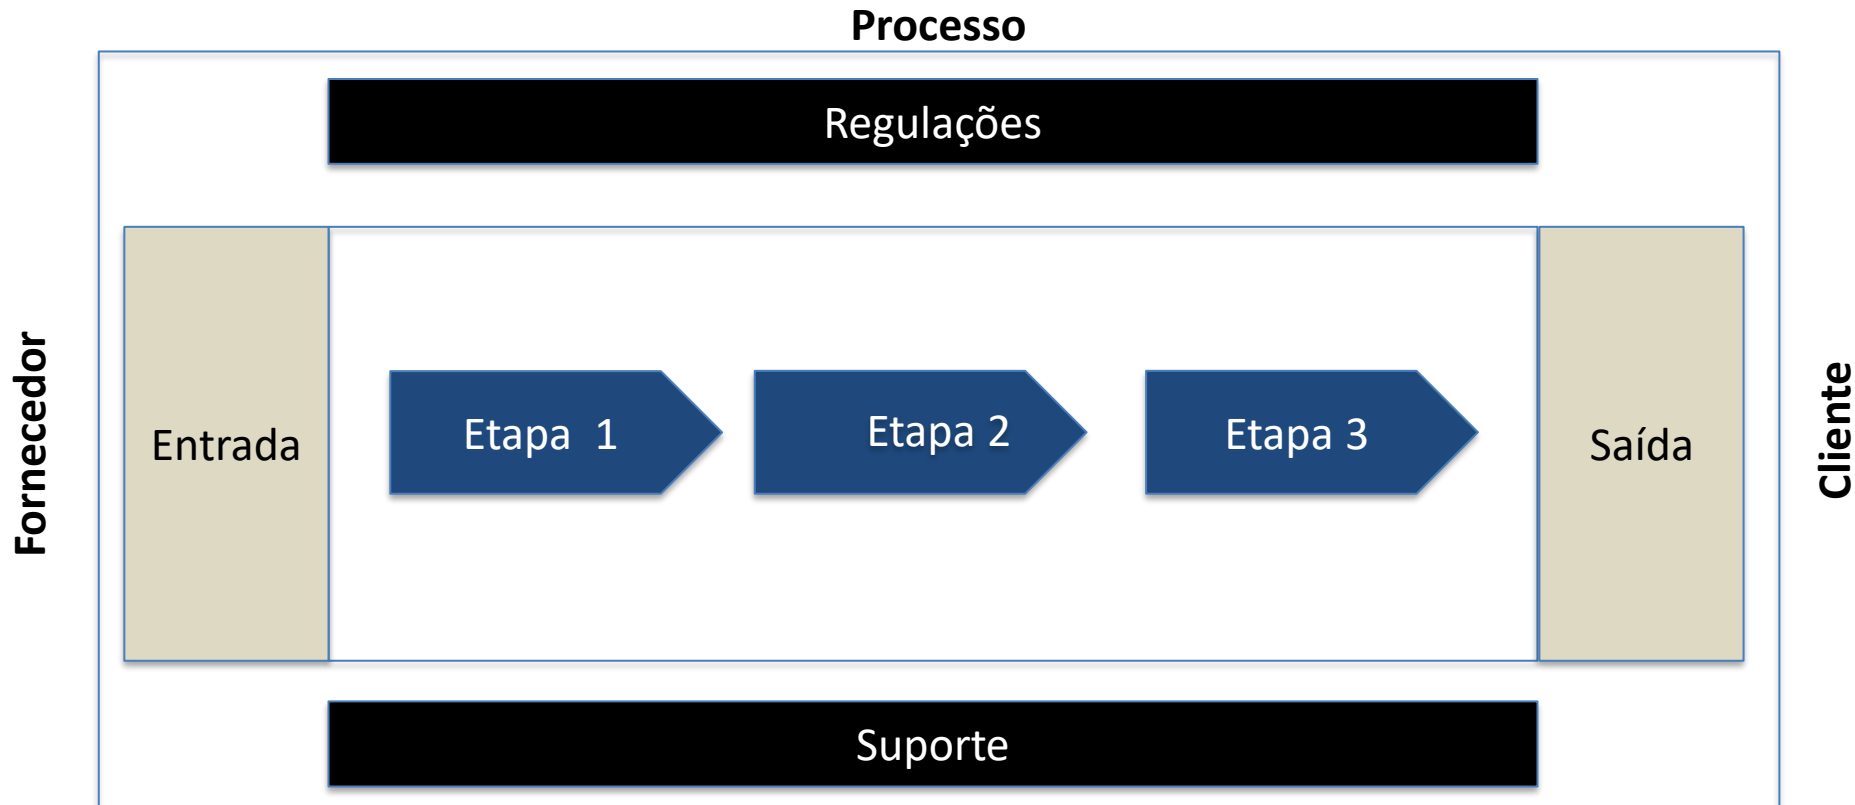 Processo
Regulações
Fornecedor
Entrada
Etapa  1
Etapa 2
Etapa 3
Saída
Cliente
Suporte